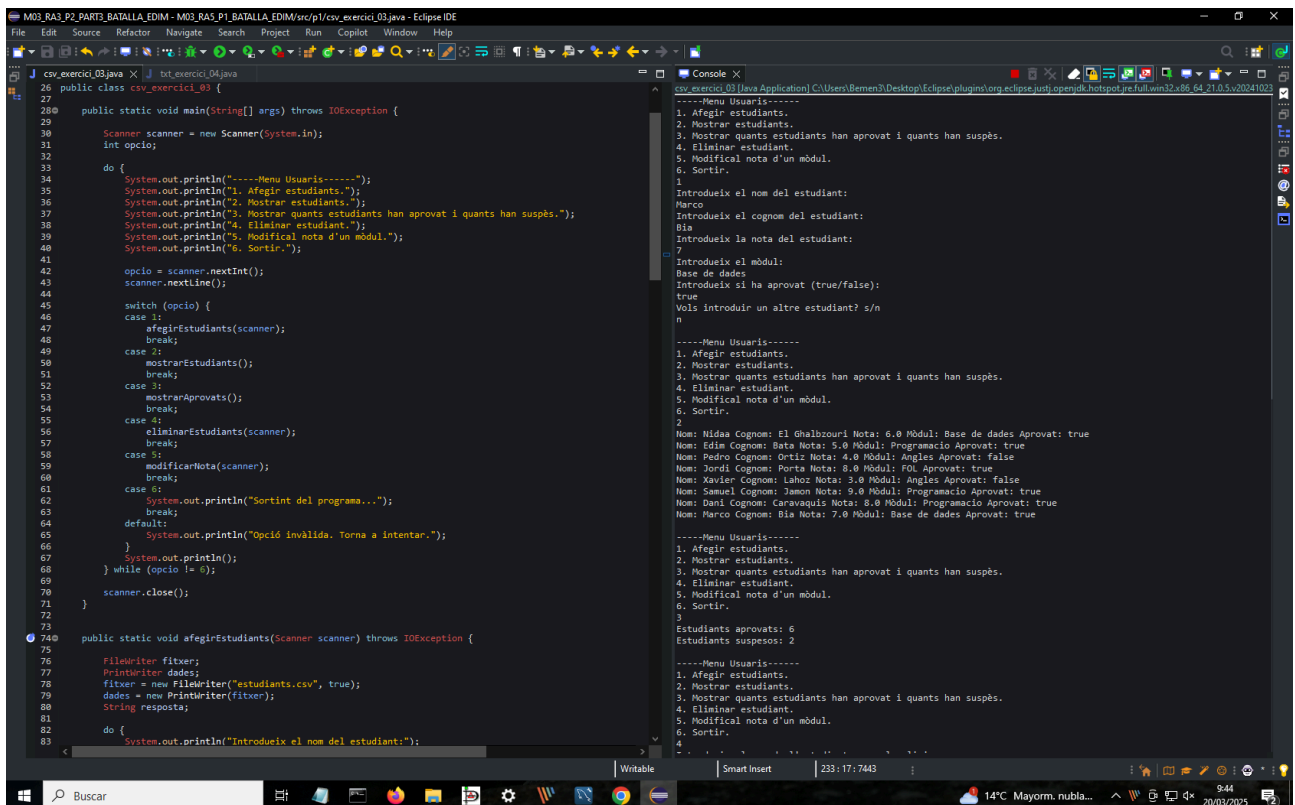 M03_RA3_P2_PART3_BATALLA_EDIM - M03_RA5_P1_BATALLA_EDIM/src/p1/csv_exercici_03.java - Eclipse IDE
File Edit Source Refactor Navigate Search Project Run Copilot Window Help
csv_exercici_03.java txt_exercici_04.java
26 public class csv_exercici_03 {
27
28 public static void main(String[] args) throws IOException {
29
30 Scanner scanner = new Scanner(System.in);
31 int opcio;
32
33 do {
34 System.out.println("-----Menu Usuaris------");
35 System.out.println("1. Afegir estudiants.");
36 System.out.println("2. Mostrar estudiants.");
37 System.out.println("3. Mostrar quants estudiants han aprovat i quants han suspès.");
38 System.out.println("4. Eliminar estudiant.");
39 System.out.println("5. Modifical nota d'un mòdul.");
40 System.out.println("6. Sortir.");
41
42 opcio = scanner.nextInt();
43 scanner.nextLine();
44
45 switch (opcio) {
46 case 1:
47 afegirEstudiants(scanner);
48 break;
49 case 2:
50 mostrarEstudiants();
51 break;
52 case 3:
53 mostrarAprovats();
54 break;
55 case 4:
56 eliminarEstudiants(scanner);
57 break;
58 case 5:
59 modificarNota(scanner);
60 break;
61 case 6:
62 System.out.println("Sortint del programa...");
63 break;
64 default:
65 System.out.println("Opció invàlida. Torna a intentar.");
66 }
67 System.out.println();
68 } while (opcio != 6);
69
70 scanner.close();
71 }
72
73
74 public static void afegirEstudiants(Scanner scanner) throws IOException {
75
76 FileWriter fitxer;
77 PrintWriter dades;
78 fitxer = new FileWriter("estudiants.csv", true);
79 dades = new PrintWriter(fitxer);
80 String resposta;
81
82 do {
83 System.out.println("Introdueix el nom del estudiant:");
Console
csv_exercici_03 [Java Application] C:\Users\Bemen3\Desktop\Eclipse\plugins\org.eclipse.justj.openjdk.hotspot.jre.full.win32.x86_64_21.0.5.v20241023
-----Menu Usuaris------
1. Afegir estudiants.
2. Mostrar estudiants.
3. Mostrar quants estudiants han aprovat i quants han suspès.
4. Eliminar estudiant.
5. Modifical nota d'un mòdul.
6. Sortir.
1
Introdueix el nom del estudiant:
Marco
Introdueix el cognom del estudiant:
Bia
Introdueix la nota del estudiant:
7
Introdueix el mòdul:
Base de dades
Introdueix si ha aprovat (true/false):
true
Vols introduir un altre estudiant? s/n
n
-----Menu Usuaris------
1. Afegir estudiants.
2. Mostrar estudiants.
3. Mostrar quants estudiants han aprovat i quants han suspès.
4. Eliminar estudiant.
5. Modifical nota d'un mòdul.
6. Sortir.
2
Nom: Nidaa Cognom: El Ghalbzouri Nota: 6.0 Mòdul: Base de dades Aprovat: true
Nom: Edim Cognom: Bata Nota: 5.0 Mòdul: Programacio Aprovat: true
Nom: Pedro Cognom: Ortiz Nota: 4.0 Mòdul: Angles Aprovat: false
Nom: Jordi Cognom: Porta Nota: 8.0 Mòdul: FOL Aprovat: true
Nom: Xavier Cognom: Lahoz Nota: 3.0 Mòdul: Angles Aprovat: false
Nom: Samuel Cognom: Jamon Nota: 9.0 Mòdul: Programacio Aprovat: true
Nom: Dani Cognom: Caravaquis Nota: 8.0 Mòdul: Programacio Aprovat: true
Nom: Marco Cognom: Bia Nota: 7.0 Mòdul: Base de dades Aprovat: true
-----Menu Usuaris------
1. Afegir estudiants.
2. Mostrar estudiants.
3. Mostrar quants estudiants han aprovat i quants han suspès.
4. Eliminar estudiant.
5. Modifical nota d'un mòdul.
6. Sortir.
3
Estudiants aprovats: 6
Estudiants suspesos: 2
-----Menu Usuaris------
1. Afegir estudiants.
2. Mostrar estudiants.
3. Mostrar quants estudiants han aprovat i quants han suspès.
4. Eliminar estudiant.
5. Modifical nota d'un mòdul.
6. Sortir.
4
Writable Smart Insert 233 : 17 : 7443
Buscar
14°C Mayorm. nubla...
9:44
20/03/2025